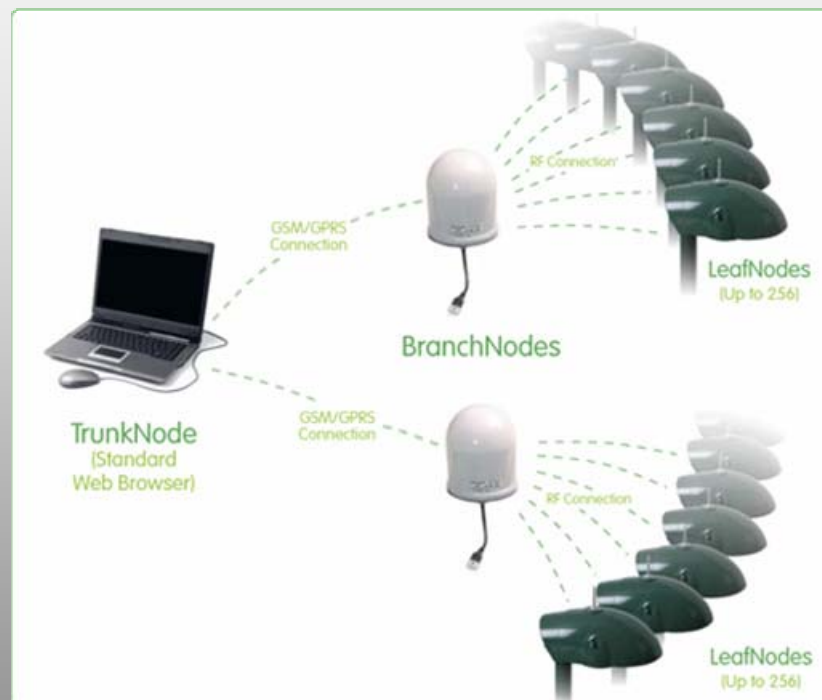 RF Connection
GSM/GPRS
Connection
LeafNodes
(Up to 256)
BranchNodes
GSM/GPRS
Connection
TrunkNode
(Standard
Web Browser)
RF Connection
LeafNodes
(Up to 256)